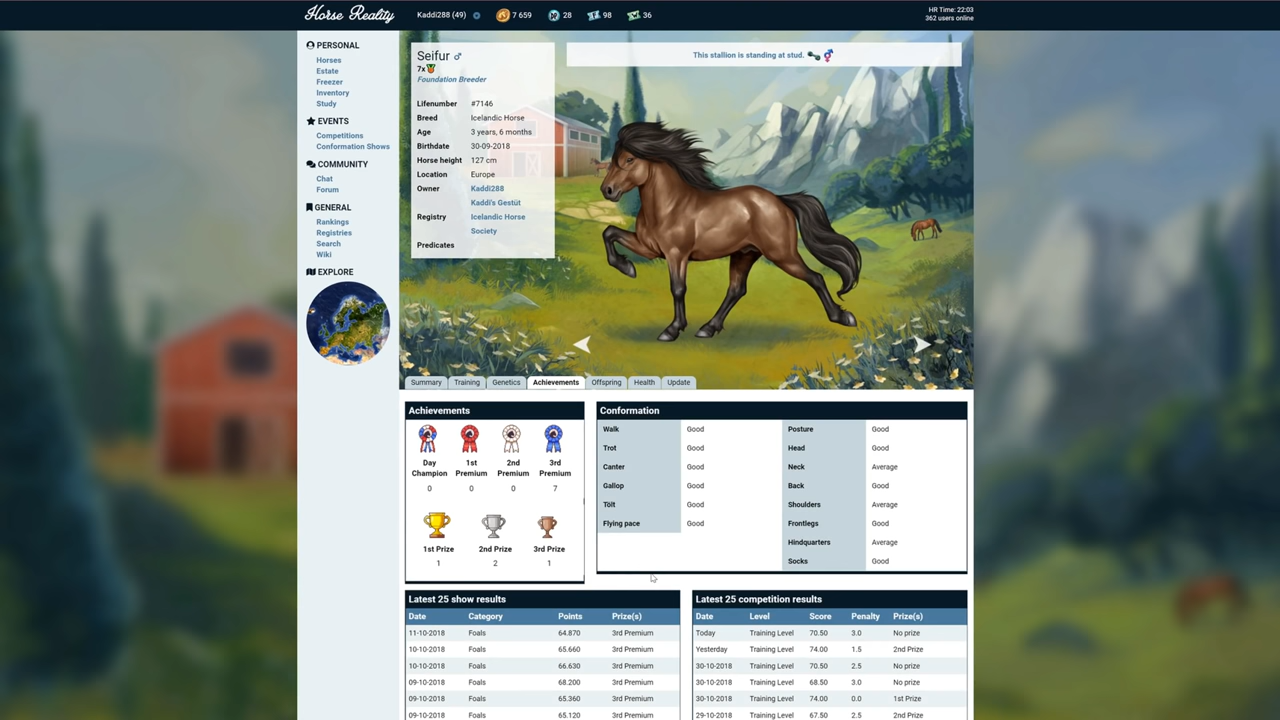 Horse Reality
Kaddi288 (49)
7 659
28
98
36
HR Time: 22:03
362 users online
PERSONAL
Horses
Estate
Freezer
Inventory
Study
EVENTS
Competitions
Conformation Shows
COMMUNITY
Chat
Forum
GENERAL
Rankings
Registries
Search
Wiki
EXPLORE
Seifur ♂
7x
Foundation Breeder
Lifenumber #7146
Breed Icelandic Horse
Age 3 years, 6 months
Birthdate 30-09-2018
Horse height 127 cm
Location Europe
Owner Kaddi288
Kaddi's Gestüt
Registry Icelandic Horse
Society
Predicates
This stallion is standing at stud.
Summary Training Genetics Achievements Offspring Health Update
Achievements
Day Champion 1st Premium 2nd Premium 3rd Premium
0 0 0 7
1st Prize 2nd Prize 3rd Prize
1 2 1
Conformation
Walk Good Posture Good
Trot Good Head Good
Canter Good Neck Average
Gallop Good Back Good
Tölt Good Shoulders Average
Flying pace Good Frontlegs Good
Hindquarters Average
Socks Good
Latest 25 show results
Date Category Points Prize(s)
11-10-2018 Foals 64.870 3rd Premium
10-10-2018 Foals 65.660 3rd Premium
10-10-2018 Foals 66.630 3rd Premium
09-10-2018 Foals 68.200 3rd Premium
09-10-2018 Foals 65.360 3rd Premium
09-10-2018 Foals 65.120 3rd Premium
Latest 25 competition results
Date Level Score Penalty Prize(s)
Today Training Level 70.50 3.0 No prize
Yesterday Training Level 74.00 1.5 2nd Prize
30-10-2018 Training Level 70.50 2.5 No prize
30-10-2018 Training Level 68.50 3.0 No prize
30-10-2018 Training Level 74.00 0.0 1st Prize
29-10-2018 Training Level 67.50 2.5 2nd Prize